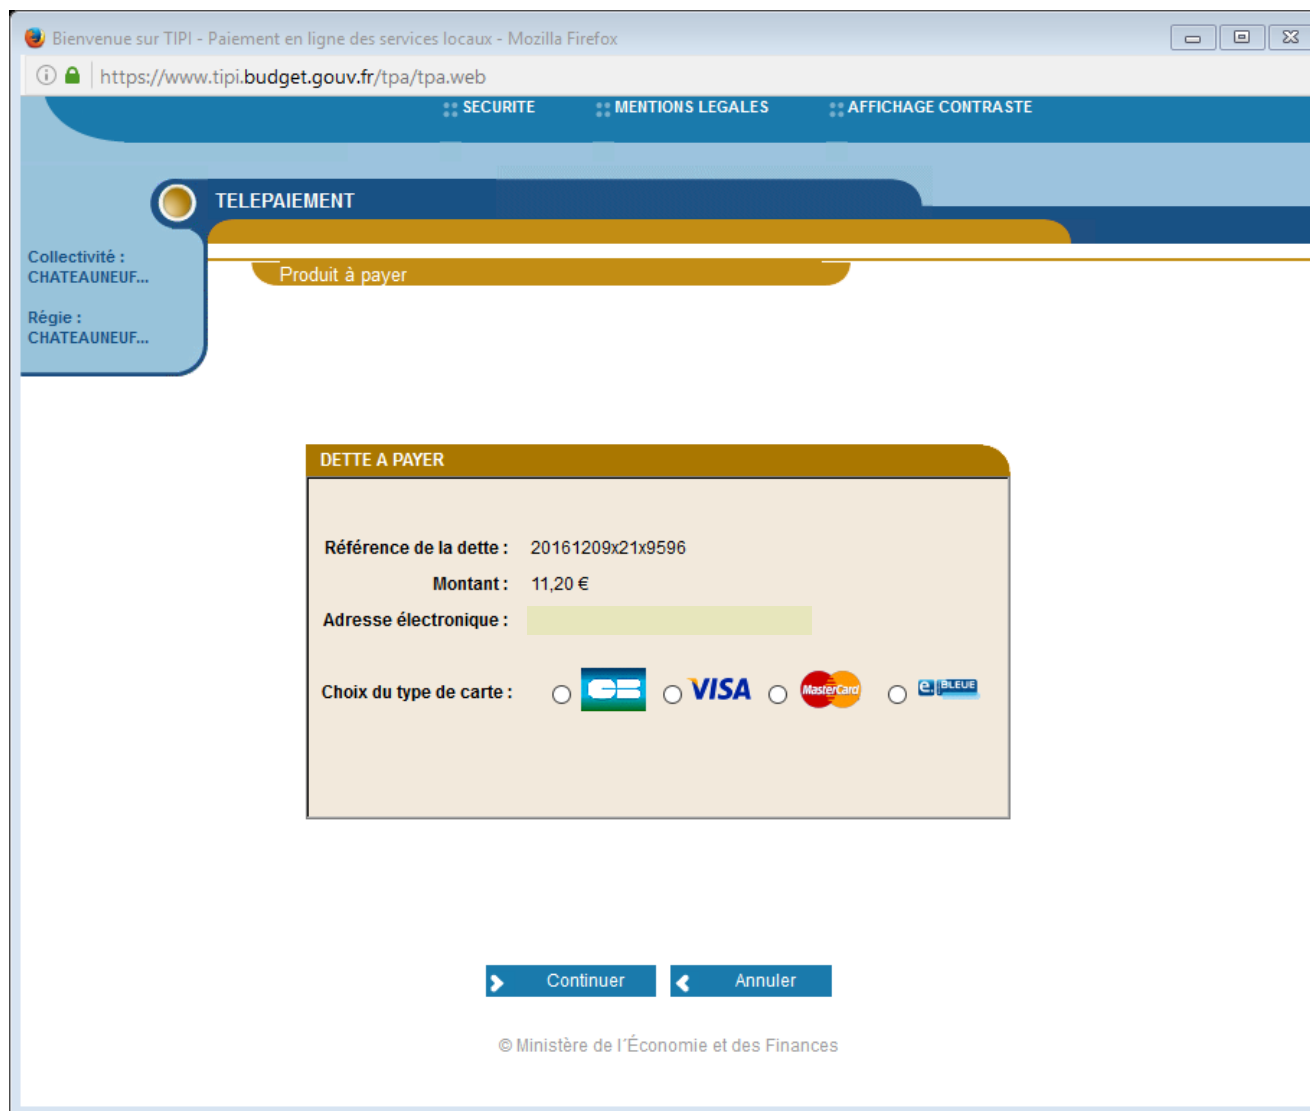 Bienvenue sur TIPI - Paiement en ligne des services locaux - Mozilla Firefox
https://www.tipi.budget.gouv.fr/tpa/tpa.web
SECURITE MENTIONS LEGALES AFFICHAGE CONTRASTE
TELEPAIEMENT
Collectivité :
CHATEAUNEUF...
Régie :
CHATEAUNEUF...
Produit à payer
DETTE A PAYER
Référence de la dette : 20161209x21x9596
Montant : 11,20 €
Adresse électronique :
Choix du type de carte : CB VISA MasterCard e. BLEUE
Continuer Annuler
© Ministère de l´Économie et des Finances